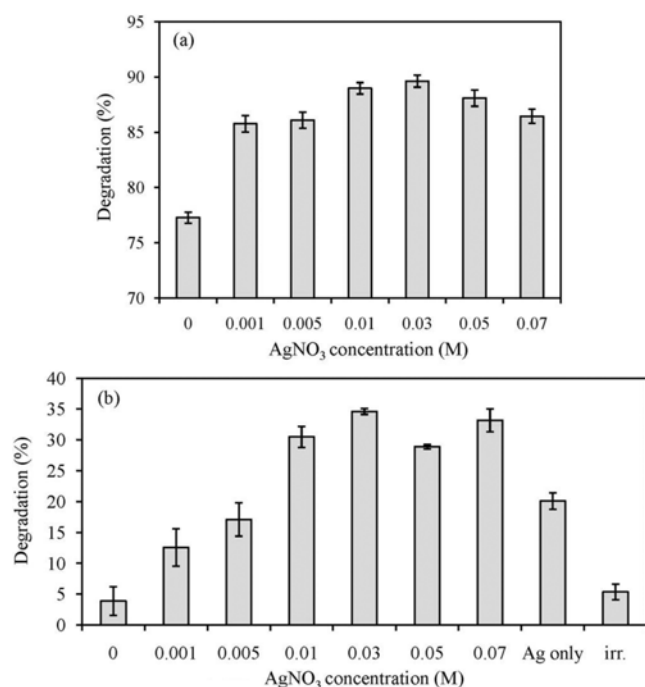 (a)
95
90
85
80
75
70
Degradation (%)
0 0.001 0.005 0.01 0.03 0.05 0.07
AgNO₃ concentration (M)
(b)
40
35
30
25
20
15
10
5
0
Degradation (%)
0 0.001 0.005 0.01 0.03 0.05 0.07 Ag only irr.
AgNO₃ concentration (M)